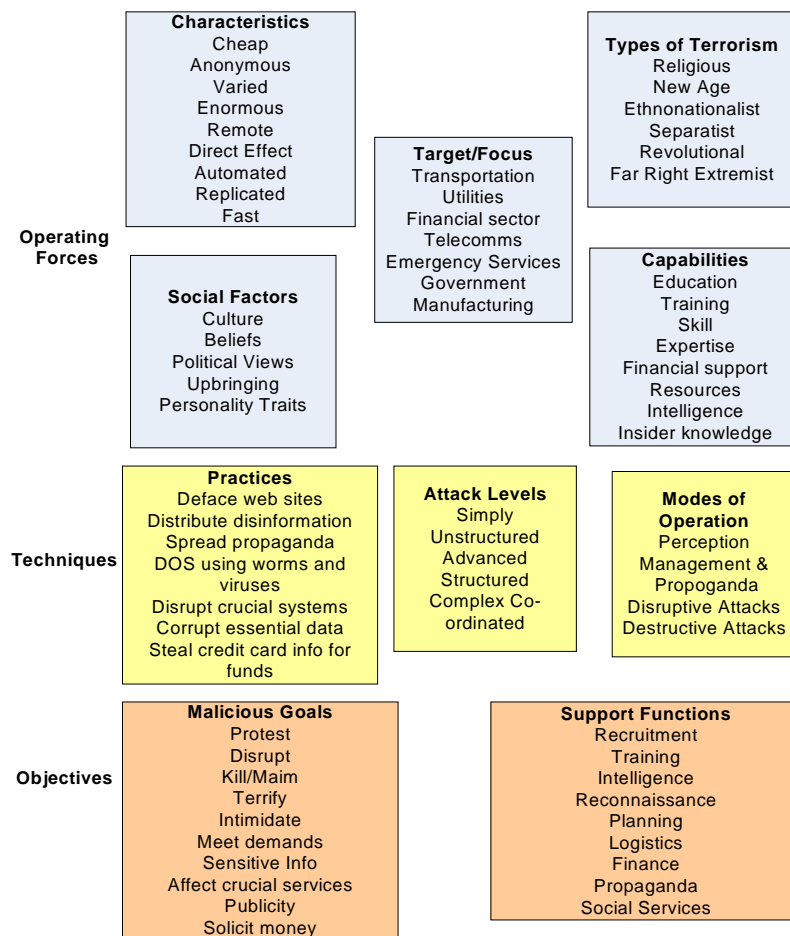 Operating
Forces
Characteristics
Cheap
Anonymous
Varied
Enormous
Remote
Direct Effect
Automated
Replicated
Fast
Target/Focus
Transportation
Utilities
Financial sector
Telecomms
Emergency Services
Government
Manufacturing
Types of Terrorism
Religious
New Age
Ethnonationalist
Separatist
Revolutional
Far Right Extremist
Social Factors
Culture
Beliefs
Political Views
Upbringing
Personality Traits
Capabilities
Education
Training
Skill
Expertise
Financial support
Resources
Intelligence
Insider knowledge
Techniques
Practices
Deface web sites
Distribute disinformation
Spread propaganda
DOS using worms and
viruses
Disrupt crucial systems
Corrupt essential data
Steal credit card info for
funds
Attack Levels
Simply
Unstructured
Advanced
Structured
Complex Co-
ordinated
Modes of
Operation
Perception
Management &
Propoganda
Disruptive Attacks
Destructive Attacks
Objectives
Malicious Goals
Protest
Disrupt
Kill/Maim
Terrify
Intimidate
Meet demands
Sensitive Info
Affect crucial services
Publicity
Solicit money
Support Functions
Recruitment
Training
Intelligence
Reconnaissance
Planning
Logistics
Finance
Propaganda
Social Services